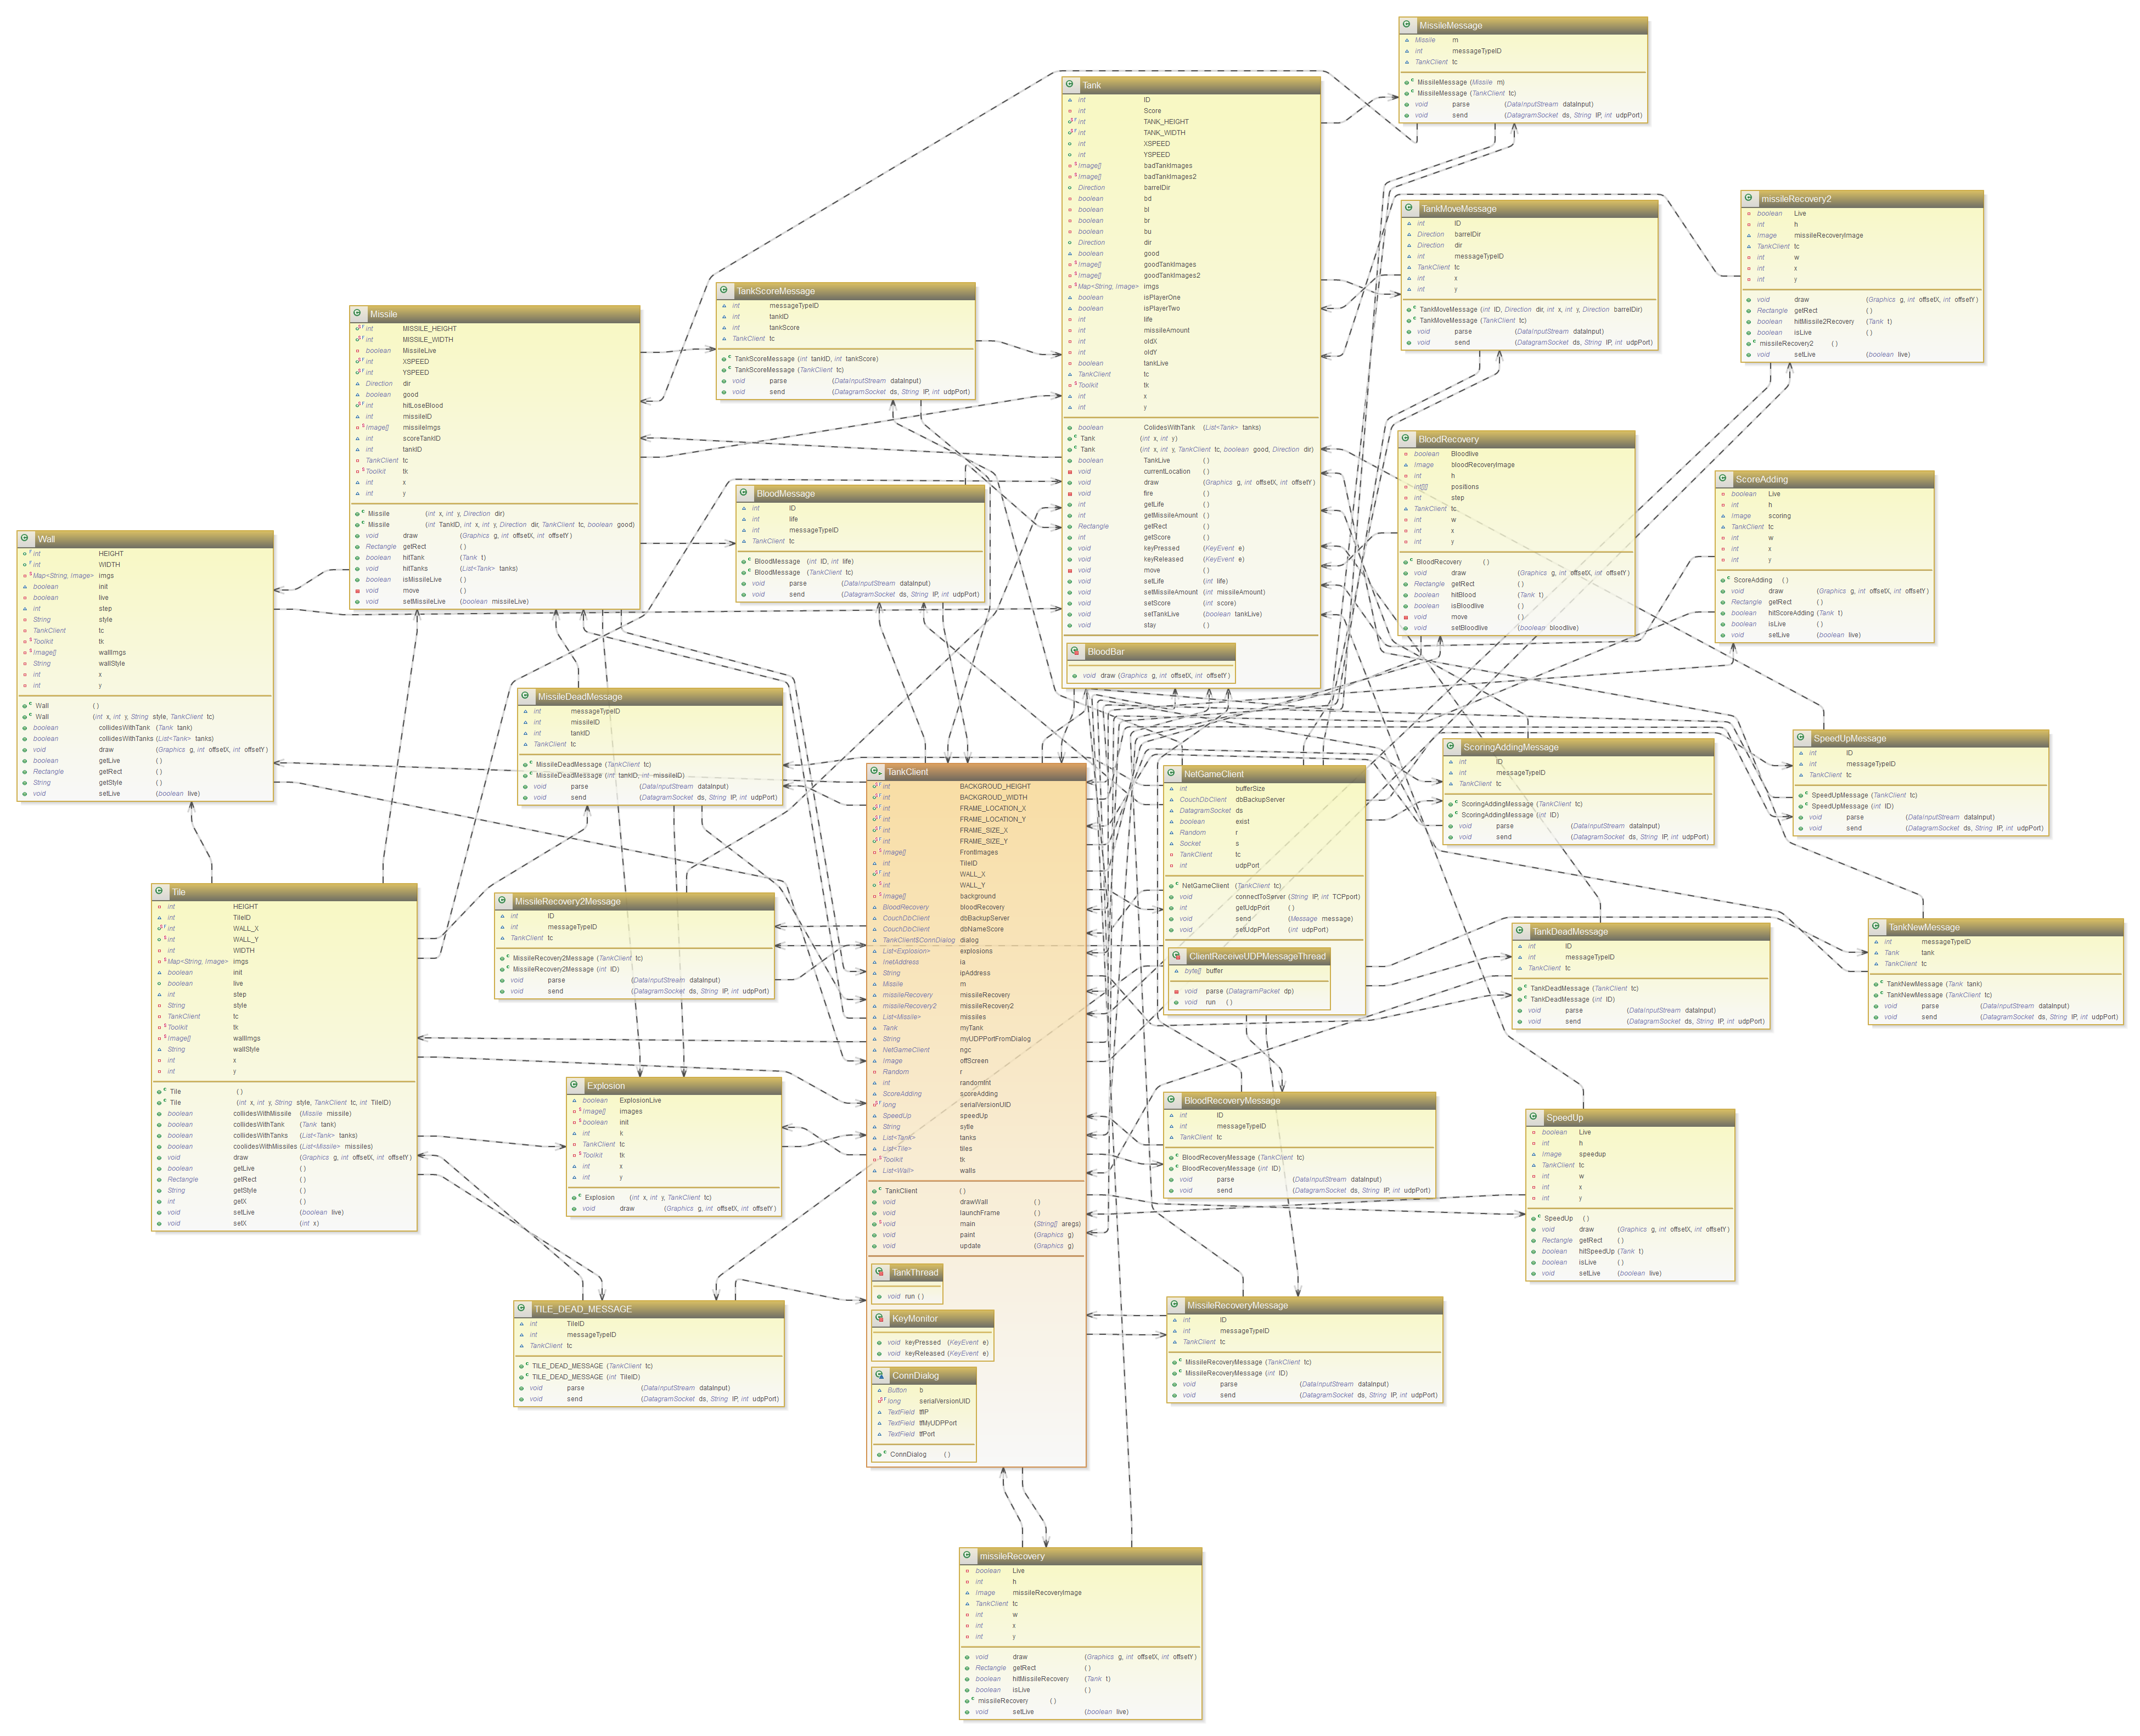 MissileMessage
Missile m
int messageTypeID
TankClient tc
MissileMessage (Missile m)
MissileMessage (TankClient tc)
void parse (DataInputStream dataInput)
void send (DatagramSocket ds, String IP, int udpPort)
Tank
int ID
int Score
int TANK_HEIGHT
int TANK_WIDTH
int XSPEED
int YSPEED
Image[] badTankImages
Image[] badTankImages2
Direction barrelDir
boolean bd
boolean bl
boolean br
boolean bu
Direction dir
boolean good
Image[] goodTankImages
Image[] goodTankImages2
Map<String, Image> imgs
boolean isPlayerOne
boolean isPlayerTwo
int life
int missileAmount
int oldX
int oldY
boolean tankLive
TankClient tc
Toolkit tk
int x
int y
boolean ColidesWithTank (List<Tank> tanks)
Tank (int x, int y)
Tank (int x, int y, TankClient tc, boolean good, Direction dir)
boolean TankLive ( )
void currentLocation ( )
void draw (Graphics g, int offsetX, int offsetY)
void fire ( )
int getLife ( )
int getMissileAmount ( )
Rectangle getRect ( )
int getScore ( )
void keyPressed (KeyEvent e)
void keyReleased (KeyEvent e)
void move ( )
void setLife (int life)
void setMissileAmount (int missileAmount)
void setScore (int score)
void setTankLive (boolean tankLive)
void stay ( )
BloodBar
void draw (Graphics g, int offsetX, int offsetY)
missileRecovery2
boolean Live
int h
Image missileRecoveryImage
TankClient tc
int w
int x
int y
void draw (Graphics g, int offsetX, int offsetY)
Rectangle getRect ( )
boolean hitMissile2Recovery (Tank t)
boolean isLive ( )
missileRecovery2 ( )
void setLive (boolean live)
TankMoveMessage
int ID
Direction barrelDir
Direction dir
int messageTypeID
TankClient tc
int x
int y
TankMoveMessage (int ID, Direction dir, int x, int y, Direction barrelDir)
TankMoveMessage (TankClient tc)
void parse (DataInputStream dataInput)
void send (DatagramSocket ds, String IP, int udpPort)
TankScoreMessage
int messageTypeID
int tankID
int tankScore
TankClient tc
TankScoreMessage (int tankID, int tankScore)
TankScoreMessage (TankClient tc)
void parse (DataInputStream dataInput)
void send (DatagramSocket ds, String IP, int udpPort)
Missile
int MISSILE_HEIGHT
int MISSILE_WIDTH
boolean MissileLive
int XSPEED
int YSPEED
Direction dir
boolean good
int hitLoseBlood
int missileID
Image[] missileImgs
int scoreTankID
int tankID
TankClient tc
Toolkit tk
int x
int y
Missile (int x, int y, Direction dir)
Missile (int TankID, int x, int y, Direction dir, TankClient tc, boolean good)
void draw (Graphics g, int offsetX, int offsetY)
Rectangle getRect ( )
boolean hitTank (Tank t)
void hitTanks (List<Tank> tanks)
boolean isMissileLive ( )
void move ( )
void setMissileLive (boolean missileLive)
BloodRecovery
boolean Bloodlive
Image bloodRecoveryImage
int h
int[][] positions
int step
TankClient tc
int w
int x
int y
BloodRecovery ( )
void draw (Graphics g, int offsetX, int offsetY)
Rectangle getRect ( )
boolean hitBlood (Tank t)
boolean isBloodlive ( )
void move ( )
void setBloodlive (boolean bloodlive)
ScoreAdding
boolean Live
int h
Image scoring
TankClient tc
int w
int x
int y
ScoreAdding ( )
void draw (Graphics g, int offsetX, int offsetY)
Rectangle getRect ( )
boolean hitScoreAdding (Tank t)
boolean isLive ( )
void setLive (boolean live)
BloodMessage
int ID
int life
int messageTypeID
TankClient tc
BloodMessage (int ID, int life)
BloodMessage (TankClient tc)
void parse (DataInputStream dataInput)
void send (DatagramSocket ds, String IP, int udpPort)
Wall
int HEIGHT
int WIDTH
Map<String, Image> imgs
boolean init
boolean live
int step
String style
TankClient tc
Toolkit tk
Image[] wallImgs
String wallStyle
int x
int y
Wall ( )
Wall (int x, int y, String style, TankClient tc)
boolean collidesWithTank (Tank tank)
boolean collidesWithTanks (List<Tank> tanks)
void draw (Graphics g, int offsetX, int offsetY)
boolean getLive ( )
Rectangle getRect ( )
String getStyle ( )
void setLive (boolean live)
MissileDeadMessage
int messageTypeID
int missileID
int tankID
TankClient tc
MissileDeadMessage (TankClient tc)
MissileDeadMessage (int tankID, int missileID)
void parse (DataInputStream dataInput)
void send (DatagramSocket ds, String IP, int udpPort)
SpeedUpMessage
int ID
int messageTypeID
TankClient tc
SpeedUpMessage (TankClient tc)
SpeedUpMessage (int ID)
void parse (DataInputStream dataInput)
void send (DatagramSocket ds, String IP, int udpPort)
ScoringAddingMessage
int ID
int messageTypeID
TankClient tc
ScoringAddingMessage (TankClient tc)
ScoringAddingMessage (int ID)
void parse (DataInputStream dataInput)
void send (DatagramSocket ds, String IP, int udpPort)
TankClient
int BACKGROUD_HEIGHT
int BACKGROUD_WIDTH
int FRAME_LOCATION_X
int FRAME_LOCATION_Y
int FRAME_SIZE_X
int FRAME_SIZE_Y
Image[] FrontImages
int TileID
int WALL_X
int WALL_Y
Image[] background
BloodRecovery bloodRecovery
CouchDbClient dbBackupServer
CouchDbClient dbNameScore
TankClient$ConnDialog dialog
List<Explosion> explosions
InetAddress ia
String ipAddress
Missile m
missileRecovery missileRecovery
missileRecovery2 missileRecovery2
List<Missile> missiles
Tank myTank
String myUDPPortFromDialog
NetGameClient ngc
Image offScreen
Random r
int randomInt
ScoreAdding scoreAdding
long serialVersionUID
SpeedUp speedUp
String sytle
List<Tank> tanks
List<Tile> tiles
Toolkit tk
List<Wall> walls
TankClient ( )
void drawWall ( )
void launchFrame ( )
void main (String[] aregs)
void paint (Graphics g)
void update (Graphics g)
TankThread
void run ( )
KeyMonitor
void keyPressed (KeyEvent e)
void keyReleased (KeyEvent e)
ConnDialog
Button b
long serialVersionUID
TextField tfIP
TextField tfMyUDPPort
TextField tfPort
ConnDialog ( )
NetGameClient
int bufferSize
CouchDbClient dbBackupServer
DatagramSocket ds
boolean exist
Random r
Socket s
TankClient tc
int udpPort
NetGameClient (TankClient tc)
void connectToServer (String IP, int TCPport)
int getUdpPort ( )
void send (Message message)
void setUdpPort (int udpPort)
ClientReceiveUDPMessageThread
byte[] buffer
void parse (DatagramPacket dp)
void run ( )
Tile
int HEIGHT
int TileID
int WALL_X
int WALL_Y
int WIDTH
Map<String, Image> imgs
boolean init
boolean live
int step
String style
TankClient tc
Toolkit tk
Image[] wallImgs
String wallStyle
int x
int y
Tile ( )
Tile (int x, int y, String style, TankClient tc, int TileID)
boolean collidesWithMissile (Missile missile)
boolean collidesWithTank (Tank tank)
boolean collidesWithTanks (List<Tank> tanks)
boolean coolidesWithMissiles (List<Missile> missiles)
void draw (Graphics g, int offsetX, int offsetY)
boolean getLive ( )
Rectangle getRect ( )
String getStyle ( )
int getX ( )
void setLive (boolean live)
void setX (int x)
MissileRecovery2Message
int ID
int messageTypeID
TankClient tc
MissileRecovery2Message (TankClient tc)
MissileRecovery2Message (int ID)
void parse (DataInputStream dataInput)
void send (DatagramSocket ds, String IP, int udpPort)
TankDeadMessage
int ID
int messageTypeID
TankClient tc
TankDeadMessage (TankClient tc)
TankDeadMessage (int ID)
void parse (DataInputStream dataInput)
void send (DatagramSocket ds, String IP, int udpPort)
TankNewMessage
int messageTypeID
Tank tank
TankClient tc
TankNewMessage (Tank tank)
TankNewMessage (TankClient tc)
void parse (DataInputStream dataInput)
void send (DatagramSocket ds, String IP, int udpPort)
Explosion
boolean ExplosionLive
Image[] images
boolean init
int k
TankClient tc
Toolkit tk
int x
int y
Explosion (int x, int y, TankClient tc)
void draw (Graphics g, int offsetX, int offsetY)
BloodRecoveryMessage
int ID
int messageTypeID
TankClient tc
BloodRecoveryMessage (TankClient tc)
BloodRecoveryMessage (int ID)
void parse (DataInputStream dataInput)
void send (DatagramSocket ds, String IP, int udpPort)
SpeedUp
boolean Live
int h
Image speedup
TankClient tc
int w
int x
int y
SpeedUp ( )
void draw (Graphics g, int offsetX, int offsetY)
Rectangle getRect ( )
boolean hitSpeedUp (Tank t)
boolean isLive ( )
void setLive (boolean live)
TILE_DEAD_MESSAGE
int TileID
int messageTypeID
TankClient tc
TILE_DEAD_MESSAGE (TankClient tc)
TILE_DEAD_MESSAGE (int TileID)
void parse (DataInputStream dataInput)
void send (DatagramSocket ds, String IP, int udpPort)
MissileRecoveryMessage
int ID
int messageTypeID
TankClient tc
MissileRecoveryMessage (TankClient tc)
MissileRecoveryMessage (int ID)
void parse (DataInputStream dataInput)
void send (DatagramSocket ds, String IP, int udpPort)
missileRecovery
boolean Live
int h
Image missileRecoveryImage
TankClient tc
int w
int x
int y
void draw (Graphics g, int offsetX, int offsetY)
Rectangle getRect ( )
boolean hitMissileRecovery (Tank t)
boolean isLive ( )
missileRecovery ( )
void setLive (boolean live)